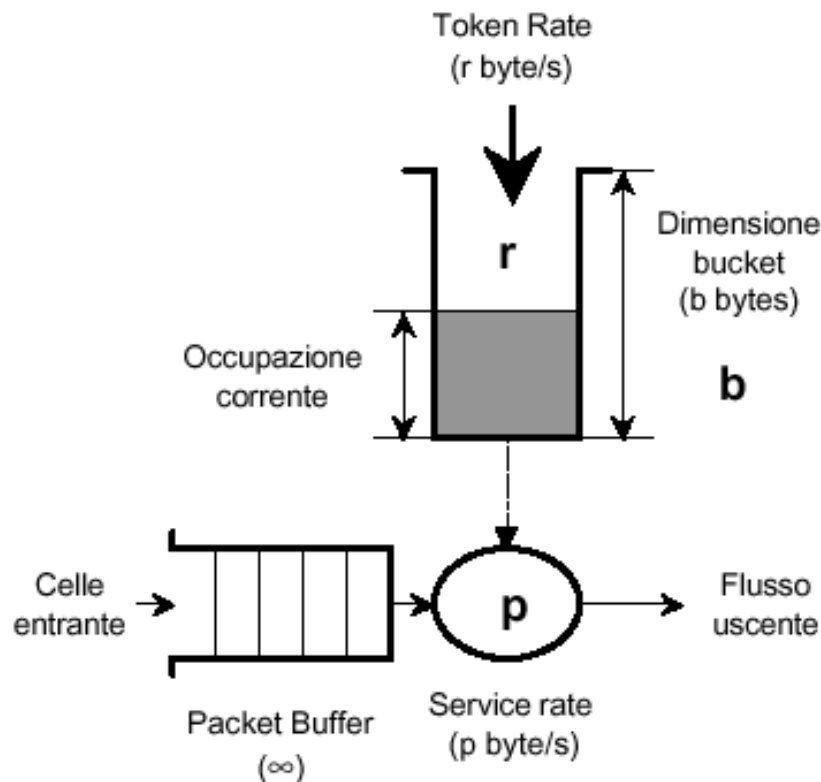 Token Rate
(r byte/s)
r
Dimensione
bucket
(b bytes)
b
Occupazione
corrente
Celle
entrante
p
Flusso
uscente
Packet Buffer
(∞)
Service rate
(p byte/s)